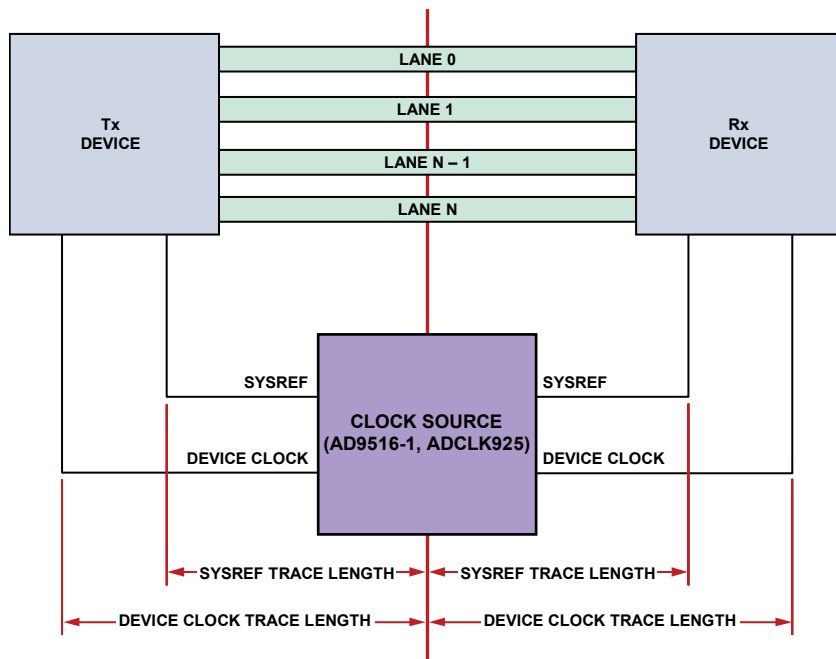 LANE 0
Tx
DEVICE
Rx
DEVICE
LANE 1
LANE N – 1
LANE N
SYSREF
SYSREF
CLOCK SOURCE
(AD9516-1, ADCLK925)
DEVICE CLOCK
DEVICE CLOCK
SYSREF TRACE LENGTH
SYSREF TRACE LENGTH
DEVICE CLOCK TRACE LENGTH
DEVICE CLOCK TRACE LENGTH